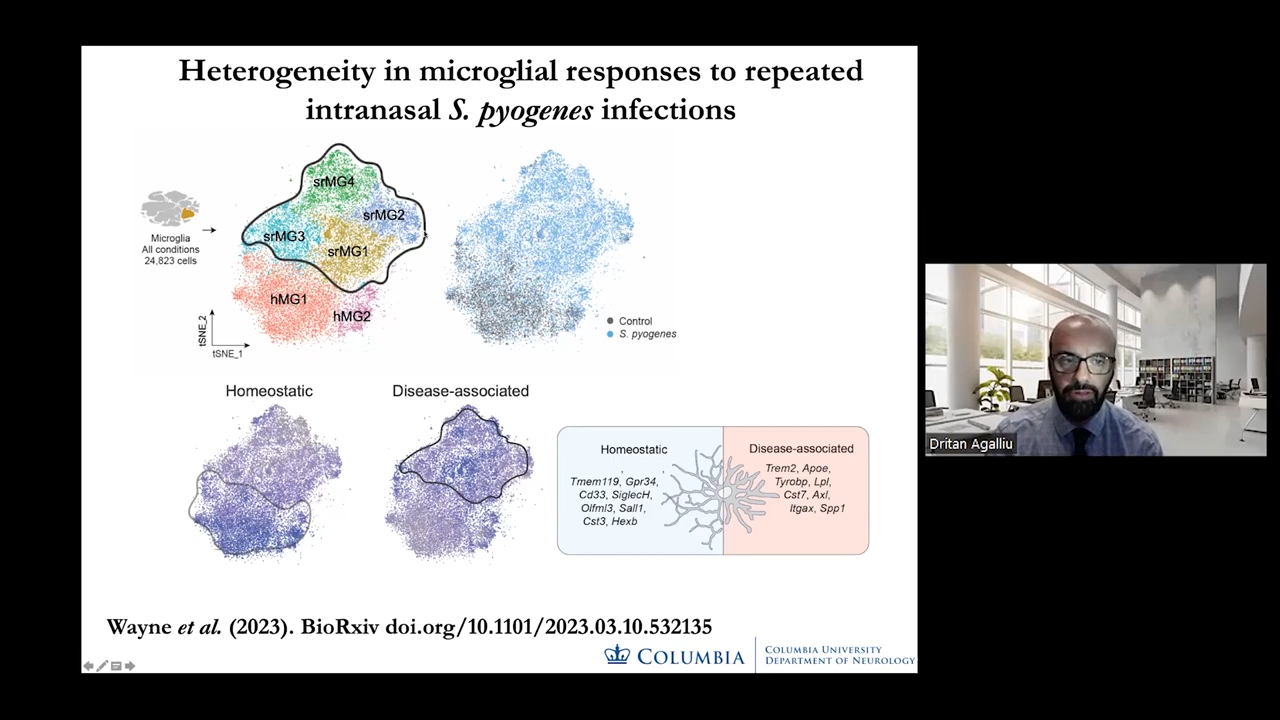 Heterogeneity in microglial responses to repeated
intranasal S. pyogenes infections
Microglia
All conditions
24,823 cells
srMG4
srMG2
srMG3
srMG1
hMG1
hMG2
tSNE_2
tSNE_1
Control
S. pyogenes
Homeostatic
Disease-associated
Homeostatic
Tmem119, Gpr34,
Cd33, SiglecH,
Olfml3, Sall1,
Cst3, Hexb
Disease-associated
Trem2, Apoe,
Tyrobp, Lpl,
Cst7, Axl,
Itgax, Spp1
Dritan Agalliu
Wayne et al. (2023). BioRxiv doi.org/10.1101/2023.03.10.532135
COLUMBIA
COLUMBIA UNIVERSITY
DEPARTMENT OF NEUROLOGY